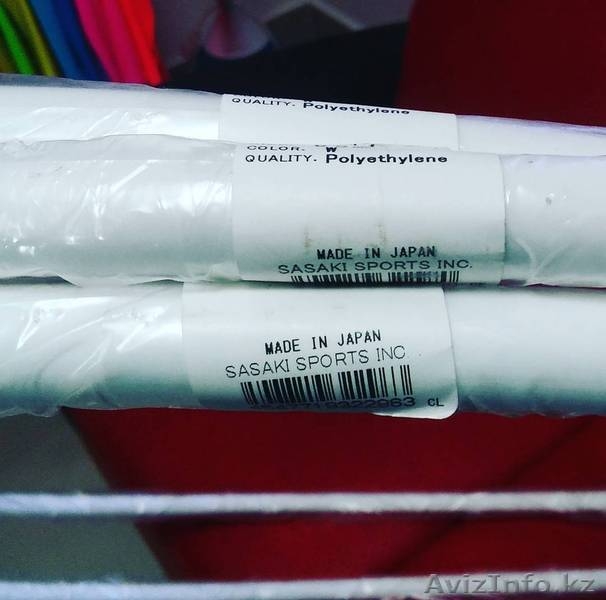 QUALITY. Polyethylene
COLOR. W
QUALITY. Polyethylene
MADE IN JAPAN
SASAKI SPORTS INC.
MADE IN JAPAN
SASAKI SPORTS INC.
CL
AvizInfo.kz